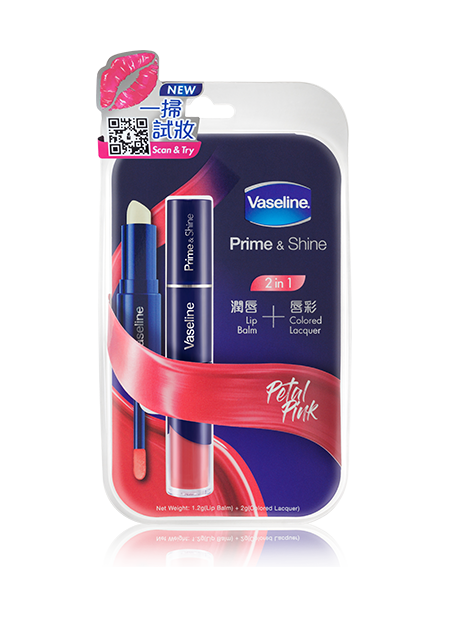 NEW
一掃
試妝
Scan & Try
Vaseline
Prime & Shine
2 in 1
潤唇
Lip
Balm
+
唇彩
Colored
Lacquer
Prime & Shine
Vaseline
Vaseline
Petal
Pink
Net Weight: 1.2g(Lip Balm) + 2g(Colored Lacquer)